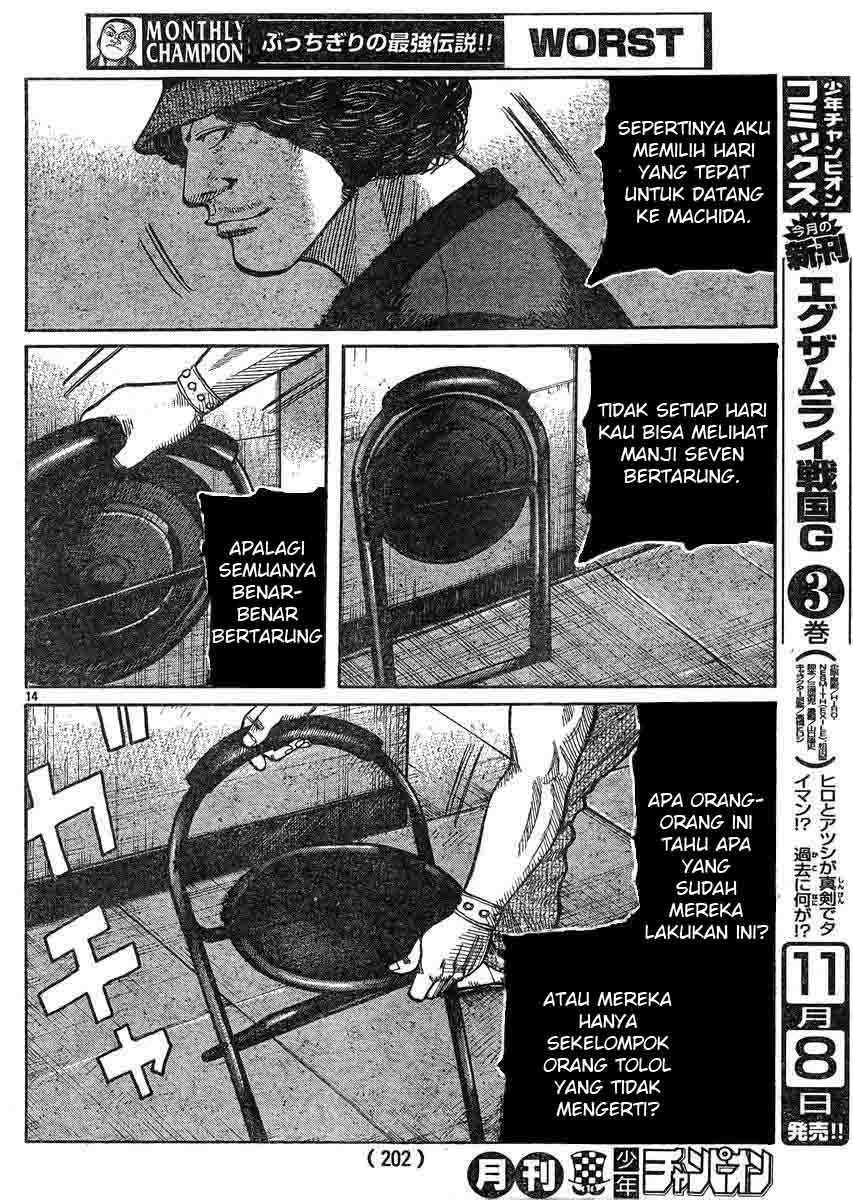 MONTHLY
CHAMPION
ぶっちぎりの最強伝説!!
WORST
SEPERTINYA AKU
MEMILIH HARI
YANG TEPAT
UNTUK DATANG
KE MACHIDA.
TIDAK SETIAP HARI
KAU BISA MELIHAT
MANJI SEVEN
BERTARUNG.
APALAGI
SEMUANYA
BENAR-
BENAR
BERTARUNG
14
APA ORANG-
ORANG INI
TAHU APA
YANG
SUDAH
MEREKA
LAKUKAN INI?
ATAU MEREKA
HANYA
SEKELOMPOK
ORANG TOLOL
YANG TIDAK
MENGERTI?
ガ
チャ
少年チャンピオン
コミックス
今月の
新刊
エグザムライ戦国G
3
巻
ヒロとアツシが真剣でタ
イマン!? 過去に何が!?
11
月
8
日
発売!!
(202)
月刊
少年
チャンピオン